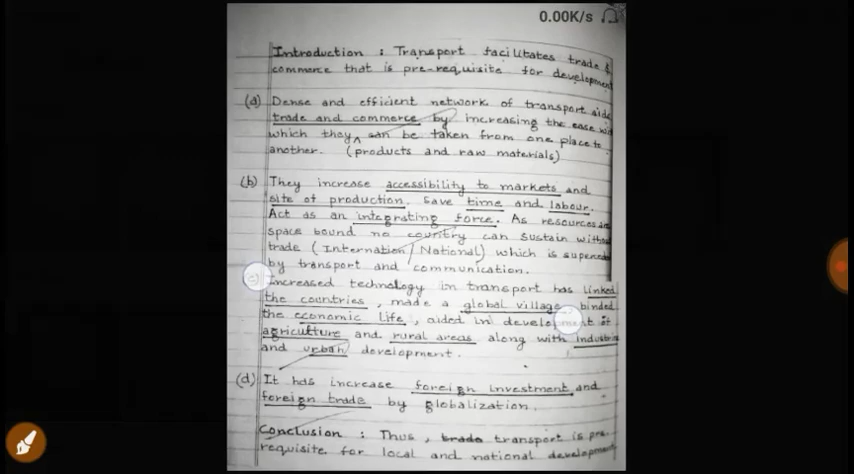 0.00K/s
Introduction : Transport facilitates trade &
commerce that is pre-requisite for development
(a) Dense and efficient network of transport aids
trade and commerce by increasing the ease with
which they can be taken from one place to
another. (products and raw materials)
(b) They increase accessibility to markets and
site of production. Save time and labour.
Act as an integrating force. As resources are
space bound no country can sustain without
trade (Internation/National) which is
by transport and communication.
Increased technology in transport has linked
the countries, made a global village, binded
the economic life, aided in development of
agriculture and rural areas along with industries
and urban development.
(d) It has increase foreign investment and
foreign trade by globalization.
Conclusion : Thus, trade transport is pre
requisite for local and national development